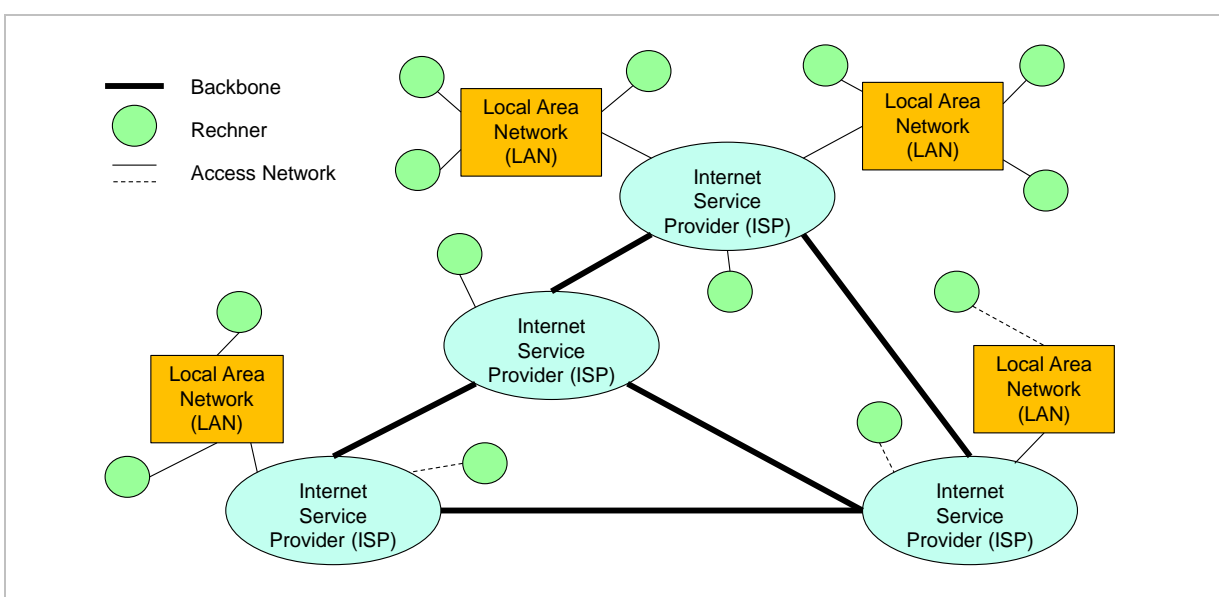 Backbone
Rechner
Access Network
Local Area
Network
(LAN)
Local Area
Network
(LAN)
Internet
Service
Provider (ISP)
Internet
Service
Provider (ISP)
Local Area
Network
(LAN)
Local Area
Network
(LAN)
Internet
Service
Provider (ISP)
Internet
Service
Provider (ISP)